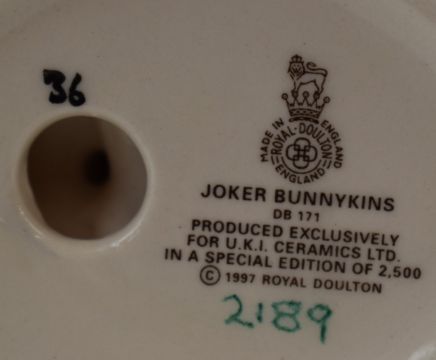 36
MADE IN ENGLAND
ROYAL·DOULTON
ENGLAND
JOKER BUNNYKINS
DB 171
PRODUCED EXCLUSIVELY
FOR U.K.I. CERAMICS LTD.
IN A SPECIAL EDITION OF 2,500
© 1997 ROYAL DOULTON
2189